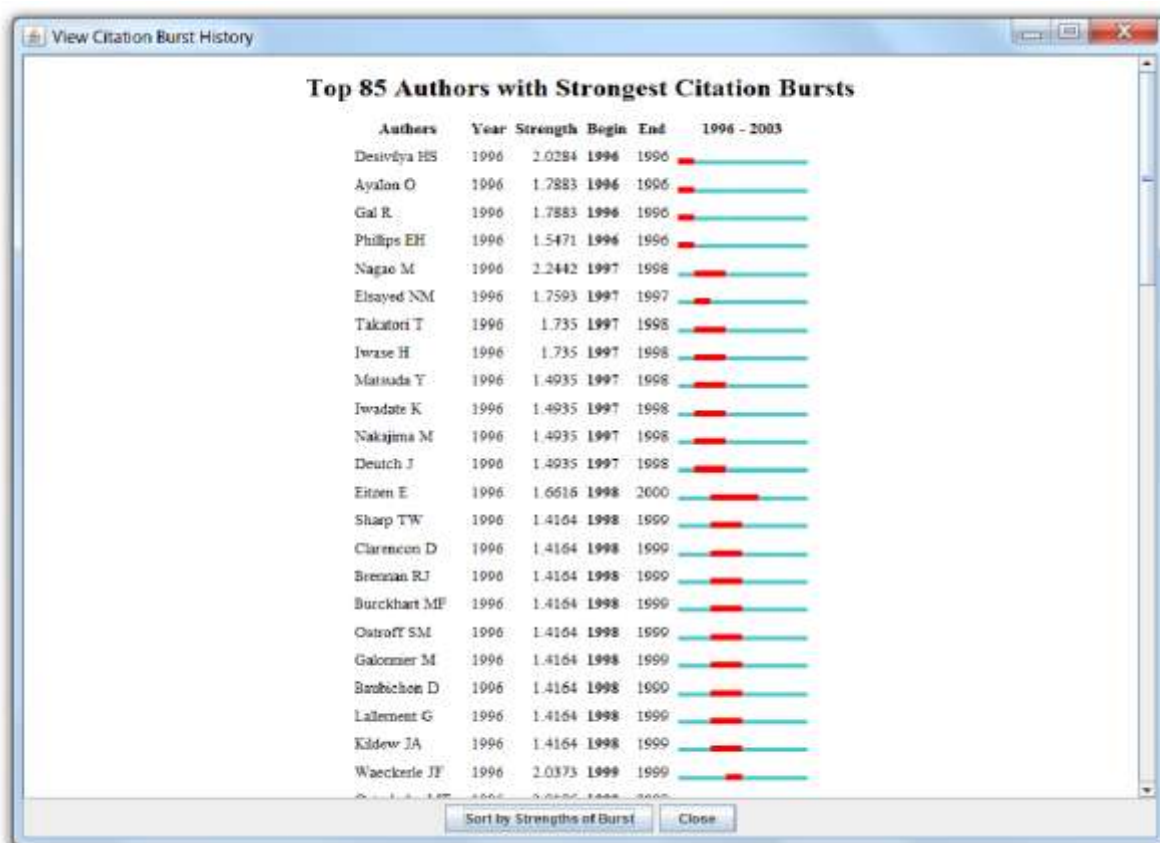 View Citation Burst History
Top 85 Authors with Strongest Citation Bursts
Authors Year Strength Begin End 1996 - 2003
Desivilya HS 1996 2.0284 1996 1996
Ayalon O 1996 1.7883 1996 1996
Gal R 1996 1.7883 1996 1996
Phillips EH 1996 1.5471 1996 1996
Nagao M 1996 2.2442 1997 1998
Elsayed NM 1996 1.7593 1997 1997
Takatori T 1996 1.735 1997 1998
Iwase H 1996 1.735 1997 1998
Matsuda Y 1996 1.4935 1997 1998
Iwadate K 1996 1.4935 1997 1998
Nakajima M 1996 1.4935 1997 1998
Deutch J 1996 1.4935 1997 1998
Eitzen E 1996 1.6616 1998 2000
Sharp TW 1996 1.4164 1998 1999
Clarencon D 1996 1.4164 1998 1999
Brennan RJ 1996 1.4164 1998 1999
Burckhart MF 1996 1.4164 1998 1999
Ostroff SM 1996 1.4164 1998 1999
Galonnier M 1996 1.4164 1998 1999
Baubichon D 1996 1.4164 1998 1999
Lallement G 1996 1.4164 1998 1999
Kildew JA 1996 1.4164 1998 1999
Waeckerle JF 1996 2.0373 1999 1999
Sort by Strengths of Burst Close